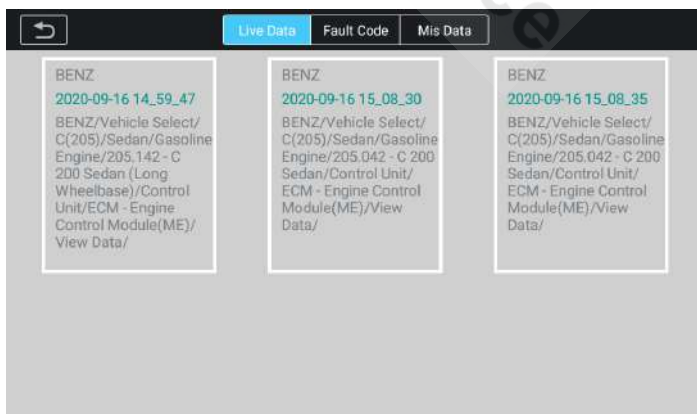 Live Data
Fault Code
Mis Data
BENZ
2020-09-16 14_59_47
BENZ/Vehicle Select/
C(205)/Sedan/Gasoline
Engine/205.142 - C
200 Sedan (Long
Wheelbase)/Control
Unit/ECM - Engine
Control Module(ME)/
View Data/
BENZ
2020-09-16 15_08_30
BENZ/Vehicle Select/
C(205)/Sedan/Gasoline
Engine/205.042 - C 200
Sedan/Control Unit/
ECM - Engine Control
Module(ME)/View
Data/
BENZ
2020-09-16 15_08_35
BENZ/Vehicle Select/
C(205)/Sedan/Gasoline
Engine/205.042 - C 200
Sedan/Control Unit/
ECM - Engine Control
Module(ME)/View
Data/